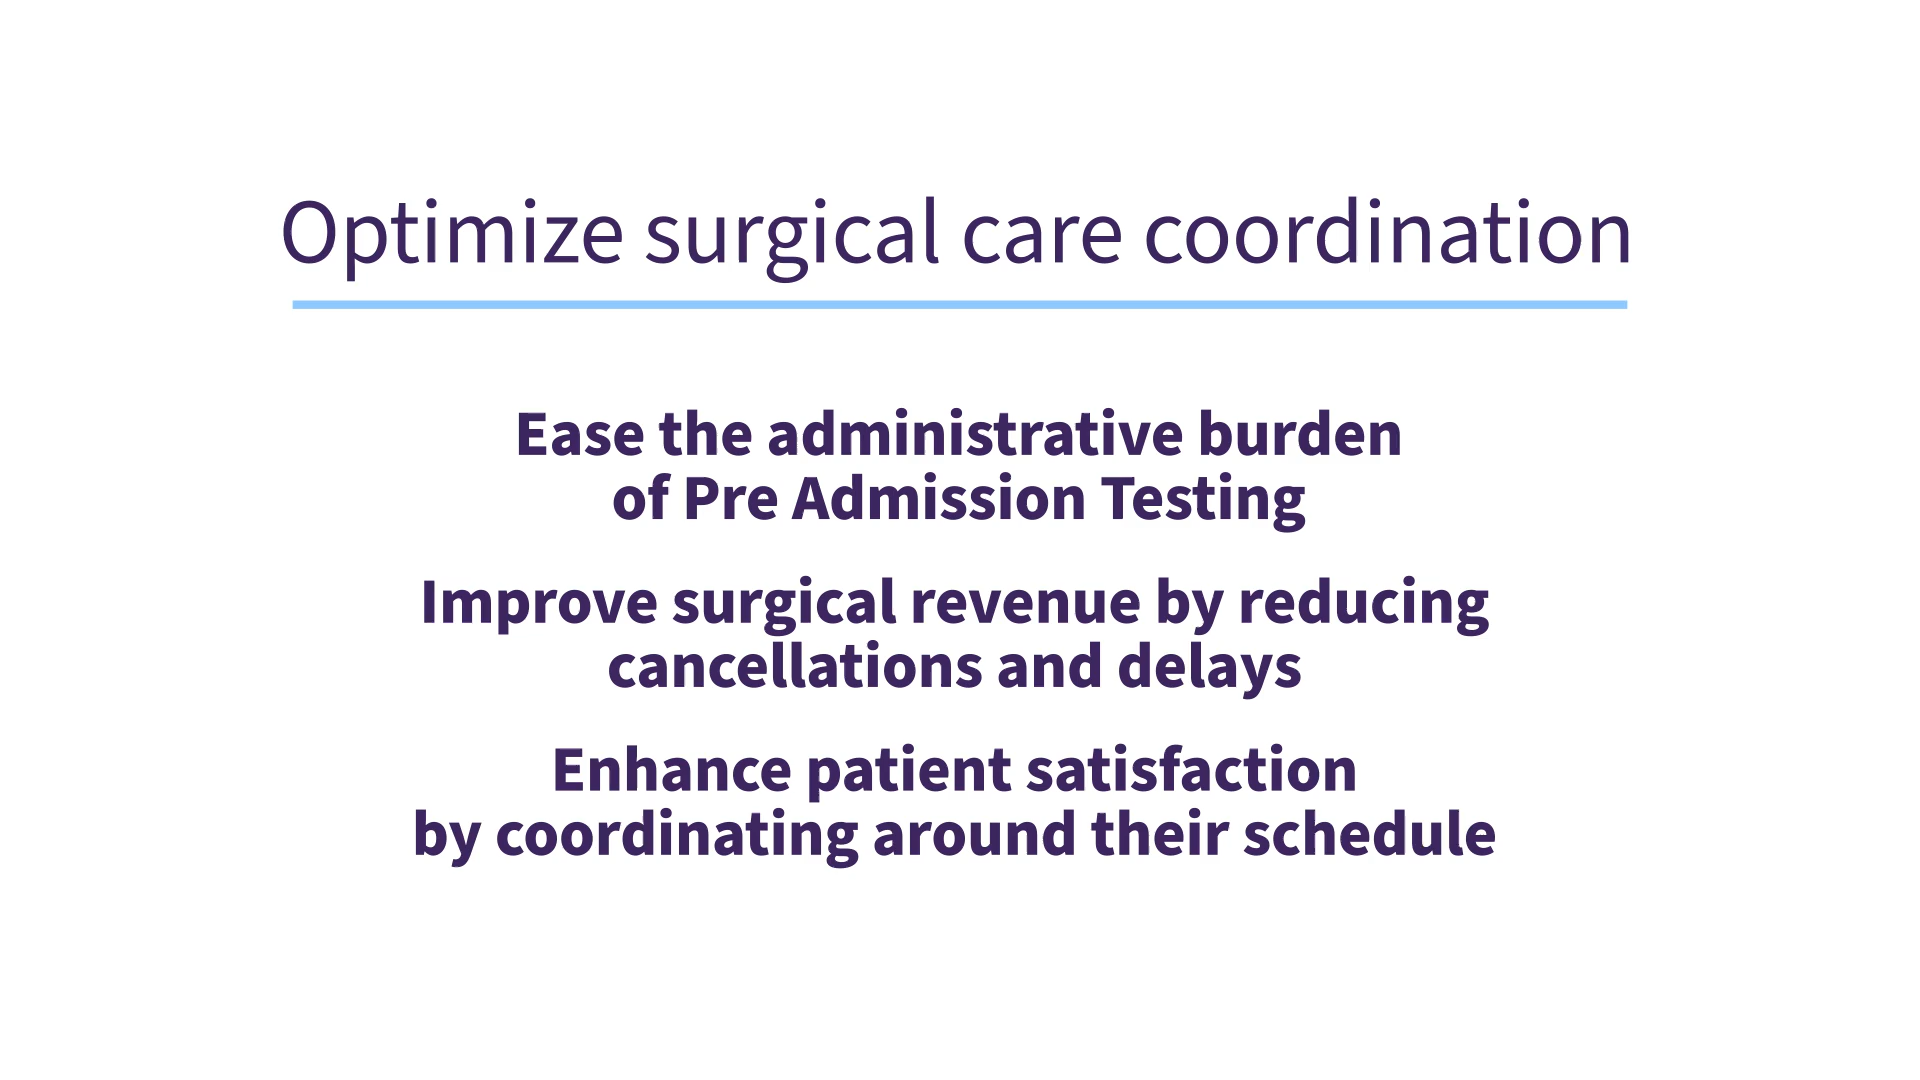 Optimize surgical care coordination
Ease the administrative burden
of Pre Admission Testing
Improve surgical revenue by reducing
cancellations and delays
Enhance patient satisfaction
by coordinating around their schedule